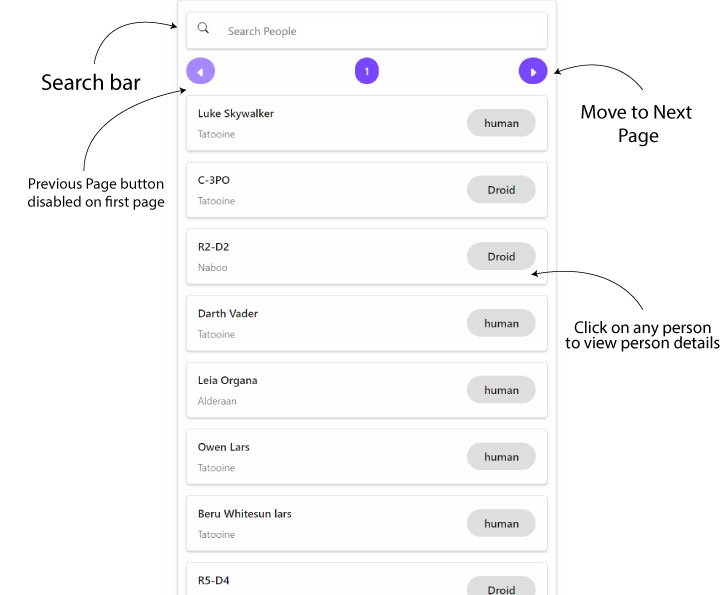 Search People
1
Search bar
Move to Next
Page
Previous Page button
disabled on first page
Luke Skywalker
Tatooine
human
C-3PO
Tatooine
Droid
R2-D2
Naboo
Droid
Click on any person
to view person details
Darth Vader
Tatooine
human
Leia Organa
Alderaan
human
Owen Lars
Tatooine
human
Beru Whitesun lars
Tatooine
human
R5-D4
Droid